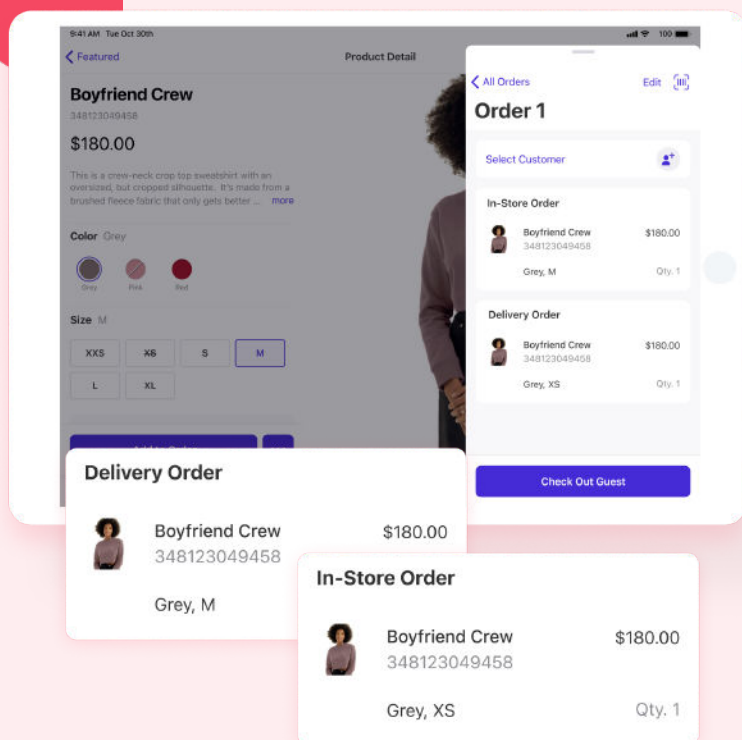 9:41 AM Tue Oct 30th
100
Featured
Product Detail
Boyfriend Crew
348123049458
$180.00
This is a crew-neck crop top sweatshirt with an
oversized, but cropped silhouette. It's made from a
brushed fleece fabric that only gets better ... more
Color Grey
Grey Pink Red
Size M
XXS XS S M
L XL
Add to Order
All Orders
Edit
Order 1
Select Customer
In-Store Order
Boyfriend Crew $180.00
348123049458
Grey, M Qty. 1
Delivery Order
Boyfriend Crew $180.00
348123049458
Grey, XS Qty. 1
Check Out Guest
Delivery Order
Boyfriend Crew $180.00
348123049458
Grey, M
In-Store Order
Boyfriend Crew $180.00
348123049458
Grey, XS Qty. 1